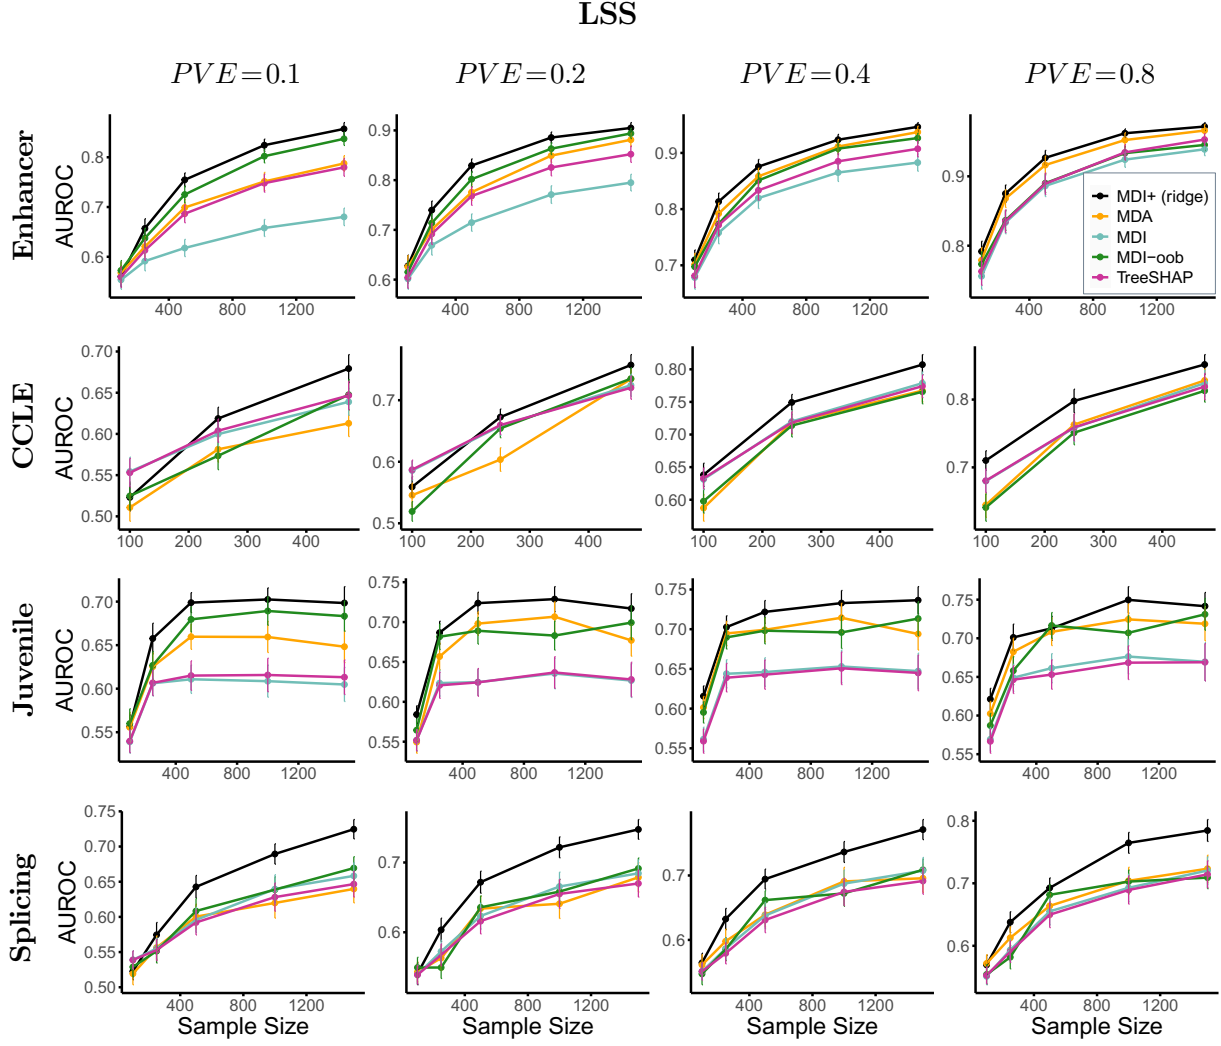 LSS
PVE=0.1 PVE=0.2 PVE=0.4 PVE=0.8
Enhancer
AUROC
0.8
0.7
0.6
400 800 1200
0.9
0.8
0.7
0.6
400 800 1200
0.9
0.8
0.7
400 800 1200
0.9
0.8
400 800 1200
MDI+ (ridge)
MDA
MDI
MDI-oob
TreeSHAP
CCLE
AUROC
0.70
0.65
0.60
0.55
0.50
100 200 300 400
0.7
0.6
0.5
100 200 300 400
0.80
0.75
0.70
0.65
0.60
100 200 300 400
0.8
0.7
100 200 300 400
Juvenile
AUROC
0.70
0.65
0.60
0.55
400 800 1200
0.75
0.70
0.65
0.60
0.55
400 800 1200
0.75
0.70
0.65
0.60
0.55
400 800 1200
0.75
0.70
0.65
0.60
0.55
400 800 1200
Splicing
AUROC
0.75
0.70
0.65
0.60
0.55
0.50
400 800 1200
Sample Size
0.7
0.6
400 800 1200
Sample Size
0.7
0.6
400 800 1200
Sample Size
0.8
0.7
0.6
400 800 1200
Sample Size